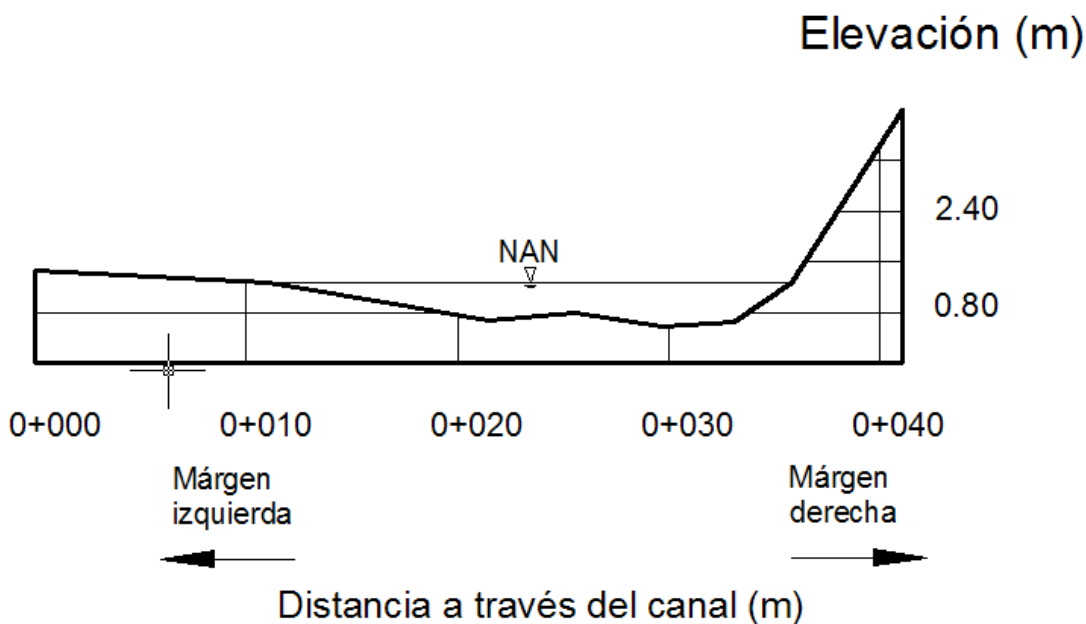 Elevación (m)
2.40
NAN
0.80
0+000 0+010 0+020 0+030 0+040
Márgen
izquierda
Márgen
derecha
Distancia a través del canal (m)